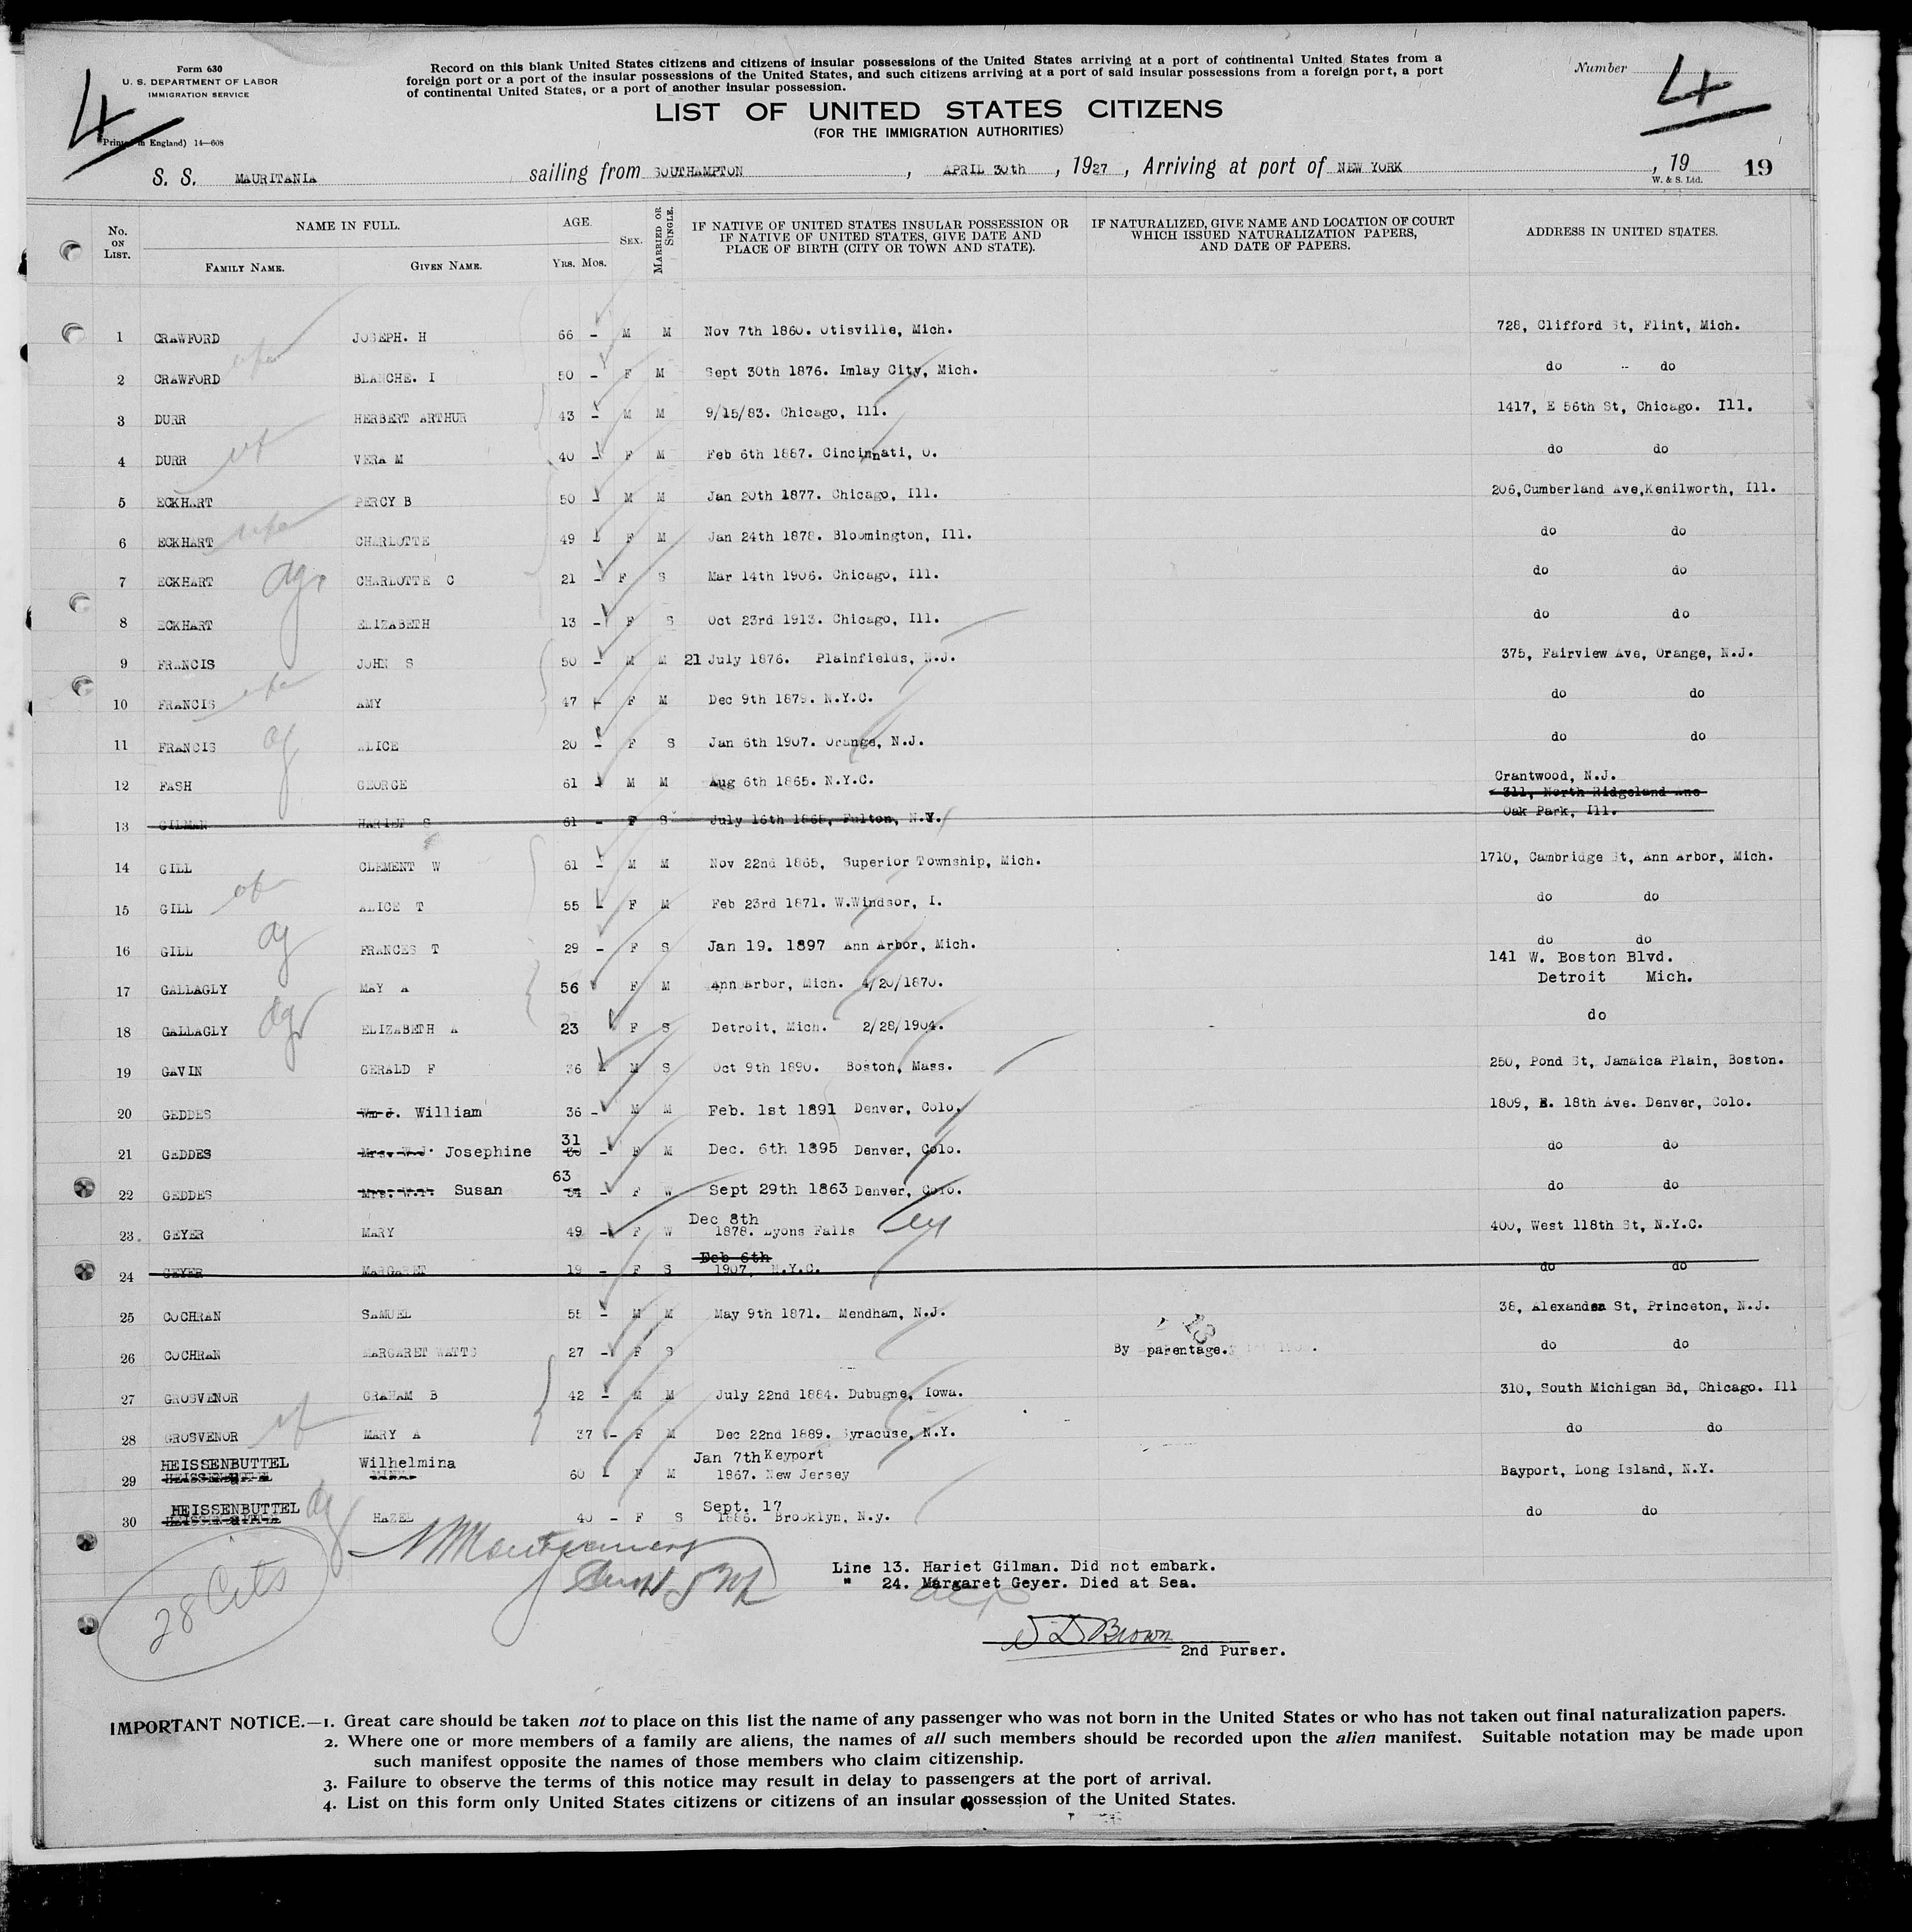 Form 630
U. S. DEPARTMENT OF LABOR
IMMIGRATION SERVICE
4
(Printed in England) 14—608
Record on this blank United States citizens and citizens of insular possessions of the United States arriving at a port of continental United States from a
foreign port or a port of the insular possessions of the United States, and such citizens arriving at a port of said insular possessions from a foreign port, a port
of continental United States, or a port of another insular possession.
LIST OF UNITED STATES CITIZENS
(FOR THE IMMIGRATION AUTHORITIES)
Number 4
S. S. MAURITANIA sailing from SOUTHAMPTON, APRIL 30th, 1927, Arriving at port of NEW YORK, 19 19
W. & S. Ltd.
No. ON LIST. NAME IN FULL. FAMILY NAME. GIVEN NAME. AGE. YRS. MOS. SEX. MARRIED OR SINGLE. IF NATIVE OF UNITED STATES INSULAR POSSESSION OR IF NATIVE OF UNITED STATES, GIVE DATE AND PLACE OF BIRTH (CITY OR TOWN AND STATE). IF NATURALIZED, GIVE NAME AND LOCATION OF COURT WHICH ISSUED NATURALIZATION PAPERS, AND DATE OF PAPERS. ADDRESS IN UNITED STATES.
1 CRAWFORD JOSEPH. H 66 - M M Nov 7th 1860. Otisville, Mich. 728, Clifford St, Flint, Mich.
2 CRAWFORD BLANCHE. I 50 - F M Sept 30th 1876. Imlay City, Mich. do -- do
3 DURR HERBERT ARTHUR 43 - M M 9/15/83. Chicago, Ill. 1417, E 56th St, Chicago. Ill.
4 DURR VERA M 40 - F M Feb 6th 1887. Cincinnati, O. do do
5 ECKHART PERCY B 50 - M M Jan 20th 1877. Chicago, Ill. 206,Cumberland Ave,Kenilworth, Ill.
6 ECKHART CHARLOTTE 49 - F M Jan 24th 1878. Bloomington, Ill. do do
7 ECKHART CHARLOTTE C 21 - F S Mar 14th 1906. Chicago, Ill. do do
8 ECKHART ELIZABETH 13 - F S Oct 23rd 1913. Chicago, Ill. do do
9 FRANCIS JOHN S 50 - M M 21 July 1876. Plainfields, N.J. 375, Fairview Ave, Orange, N.J.
10 FRANCIS AMY 47 - F M Dec 9th 1879. N.Y.C. do do
11 FRANCIS ALICE 20 - F S Jan 6th 1907. Orange, N.J. do do
12 FASH GEORGE 61 - M M Aug 6th 1865. N.Y.C. Crantwood, N.J.
311, North Ridgeland Ave
13 GILMAN HARIET S 61 - F S July 16th 1865, Fulton, N.Y. Oak Park, Ill.
14 GILL CLEMENT W 61 - M M Nov 22nd 1865, Superior Township, Mich. 1710, Cambridge St, Ann Arbor, Mich.
15 GILL ALICE T 55 - F M Feb 23rd 1871. W.Windsor, I. do do
16 GILL FRANCES T 29 - F S Jan 19. 1897 Ann Arbor, Mich. do do
17 GALLAGLY MAY A 56 F M Ann Arbor, Mich. 4/20/1870. 141 W. Boston Blvd.
Detroit Mich.
18 GALLAGLY ELIZABETH A 23 F S Detroit, Mich. 2/28/1904. do
19 GAVIN GERALD F 36 - M S Oct 9th 1890. Boston, Mass. 250, Pond St, Jamaica Plain, Boston.
20 GEDDES Wm J. William 36 - M M Feb. 1st 1891 Denver, Colo. 1809, E. 18th Ave. Denver, Colo.
21 GEDDES Mrs. W.J. Josephine 31 - F M Dec. 6th 1895 Denver, Colo. do do
22 GEDDES Susan 63 - F W Sept 29th 1863 Denver, Colo. do do
23. GEYER MARY 49 - F W Dec 8th 1878. Lyons Falls 400, West 118th St, N.Y.C.
24 GEYER MARGARET 19 - F S Feb 6th 1907, N.Y.C. do do
25 COCHRAN SAMUEL 55 - M M May 9th 1871. Mendham, N.J. 38, Alexander St, Princeton, N.J.
26 COCHRAN MARGARET WATTS 27 - F S By parentage. do do
27 GROSVENOR GRAHAM B 42 - M M July 22nd 1884. Dubugne, Iowa. 310, South Michigan Bd, Chicago. Ill
28 GROSVENOR MARY A 37 - F M Dec 22nd 1889. Syracuse, N.Y. do do
29 HEISSENBUTTEL Wilhelmina 60 - F M Jan 7th Keyport 1867. New Jersey Bayport, Long Island, N.Y.
30 HEISSENBUTTEL HAZEL 40 - F S Sept. 17 1886. Brooklyn, N.y. do do
Line 13. Hariet Gilman. Did not embark.
" 24. Margaret Geyer. Died at Sea.
28 Cits
Brown
2nd Purser.
IMPORTANT NOTICE.—1. Great care should be taken not to place on this list the name of any passenger who was not born in the United States or who has not taken out final naturalization papers.
2. Where one or more members of a family are aliens, the names of all such members should be recorded upon the alien manifest. Suitable notation may be made upon
such manifest opposite the names of those members who claim citizenship.
3. Failure to observe the terms of this notice may result in delay to passengers at the port of arrival.
4. List on this form only United States citizens or citizens of an insular possession of the United States.